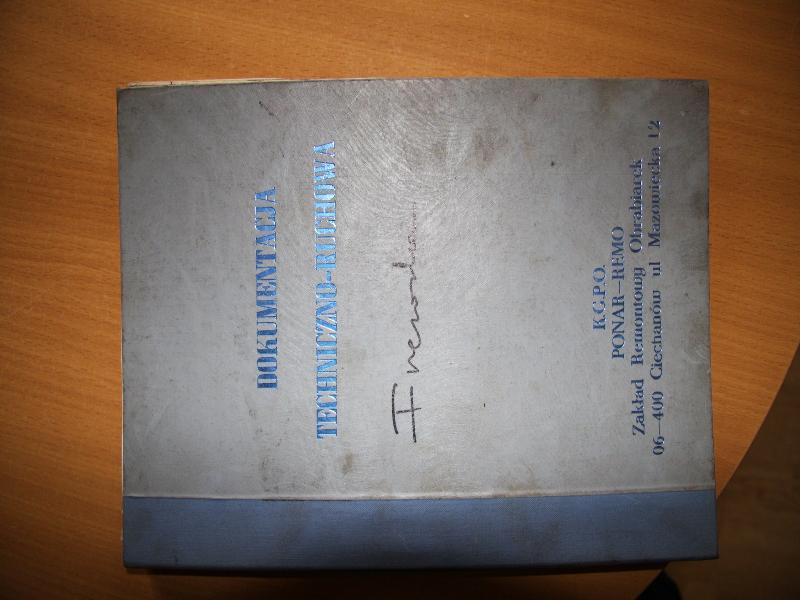 DOKUMENTACJA
TECHNICZNO-RUCHOWA
K.G.P.O.
PONAR-REMO
Zakład Remontowy Obrabiarek
06-400 Ciechanów ul Mazowiecka 12